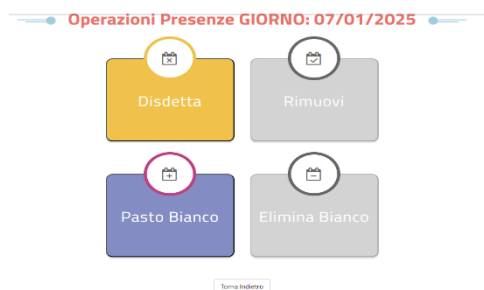 Operazioni Presenze GIORNO: 07/01/2025
Disdetta
Rimuovi
Pasto Bianco
Elimina Bianco
Torna Indietro